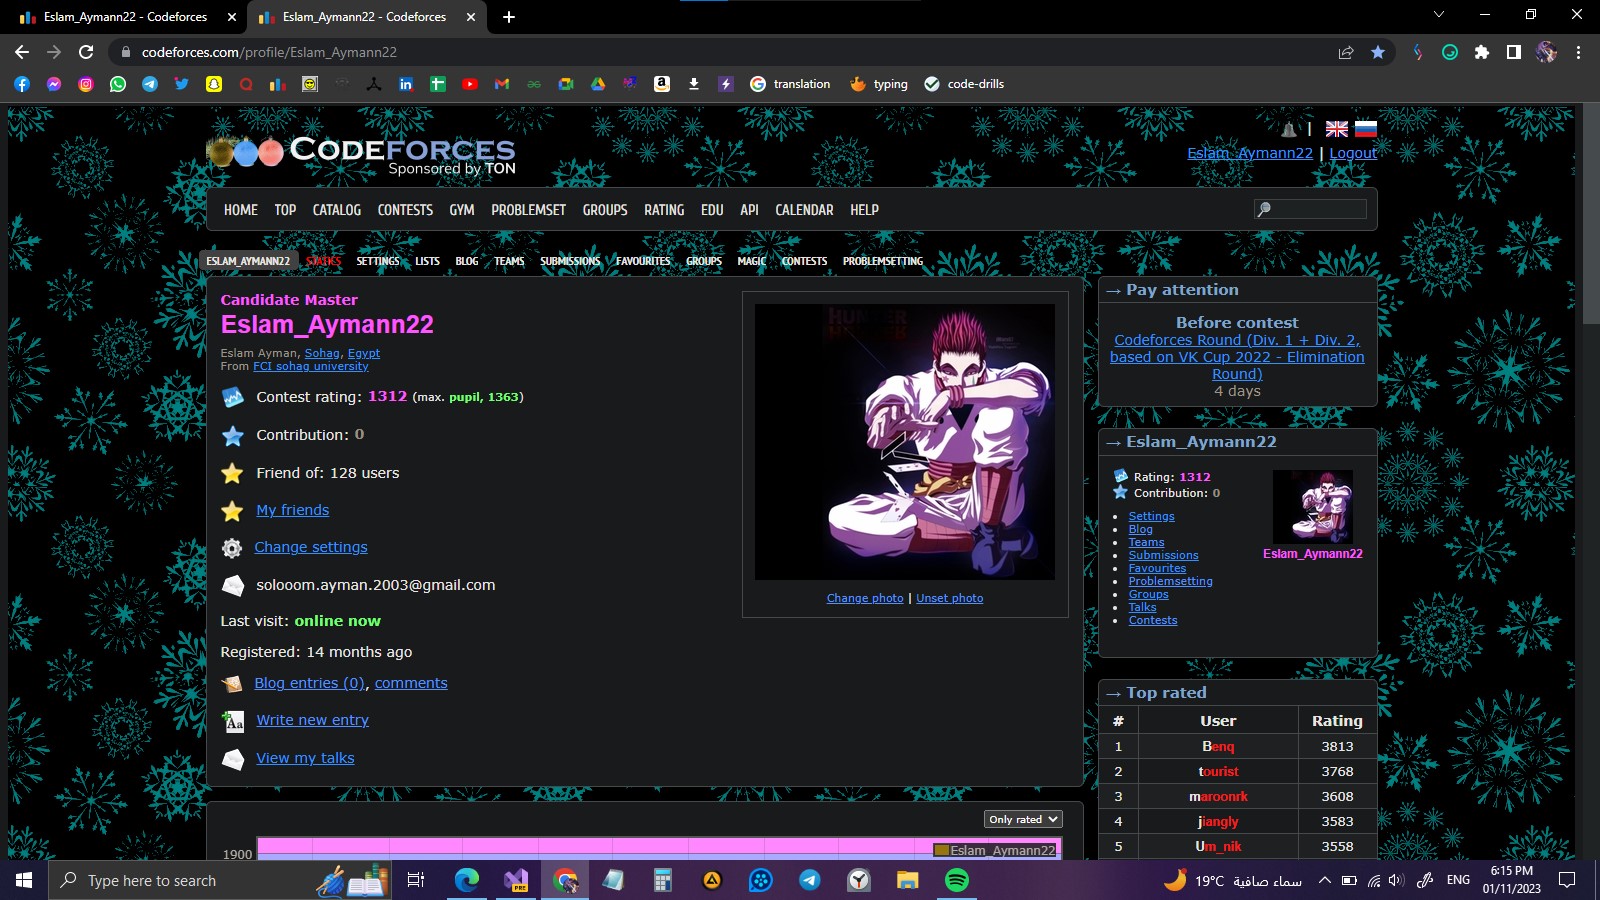 Eslam_Aymann22 - Codeforces
Eslam_Aymann22 - Codeforces
codeforces.com/profile/Eslam_Aymann22
translation
typing
code-drills
CODEFORCES
Sponsored by TON
|
Eslam_Aymann22 | Logout
HOME TOP CATALOG CONTESTS GYM PROBLEMSET GROUPS RATING EDU API CALENDAR HELP
ESLAM_AYMANN22 STALKS SETTINGS LISTS BLOG TEAMS SUBMISSIONS FAVOURITES GROUPS MAGIC CONTESTS PROBLEMSETTING
Candidate Master
Eslam_Aymann22
Eslam Ayman, Sohag, Egypt
From FCI sohag university
Contest rating: 1312 (max. pupil, 1363)
Contribution: 0
Friend of: 128 users
My friends
Change settings
solooom.ayman.2003@gmail.com
Last visit: online now
Registered: 14 months ago
Blog entries (0), comments
Write new entry
View my talks
Change photo | Unset photo
→ Pay attention
Before contest
Codeforces Round (Div. 1 + Div. 2,
based on VK Cup 2022 - Elimination
Round)
4 days
→ Eslam_Aymann22
Rating: 1312
Contribution: 0
Settings
Blog
Teams
Submissions
Favourites
Problemsetting
Groups
Talks
Contests
Eslam_Aymann22
→ Top rated
# User Rating
1 Benq 3813
2 tourist 3768
3 maroonrk 3608
4 jiangly 3583
5 Um_nik 3558
Only rated
1900
Eslam_Aymann22
Type here to search
PRE
19°C سماء صافية
ENG
6:15 PM
01/11/2023